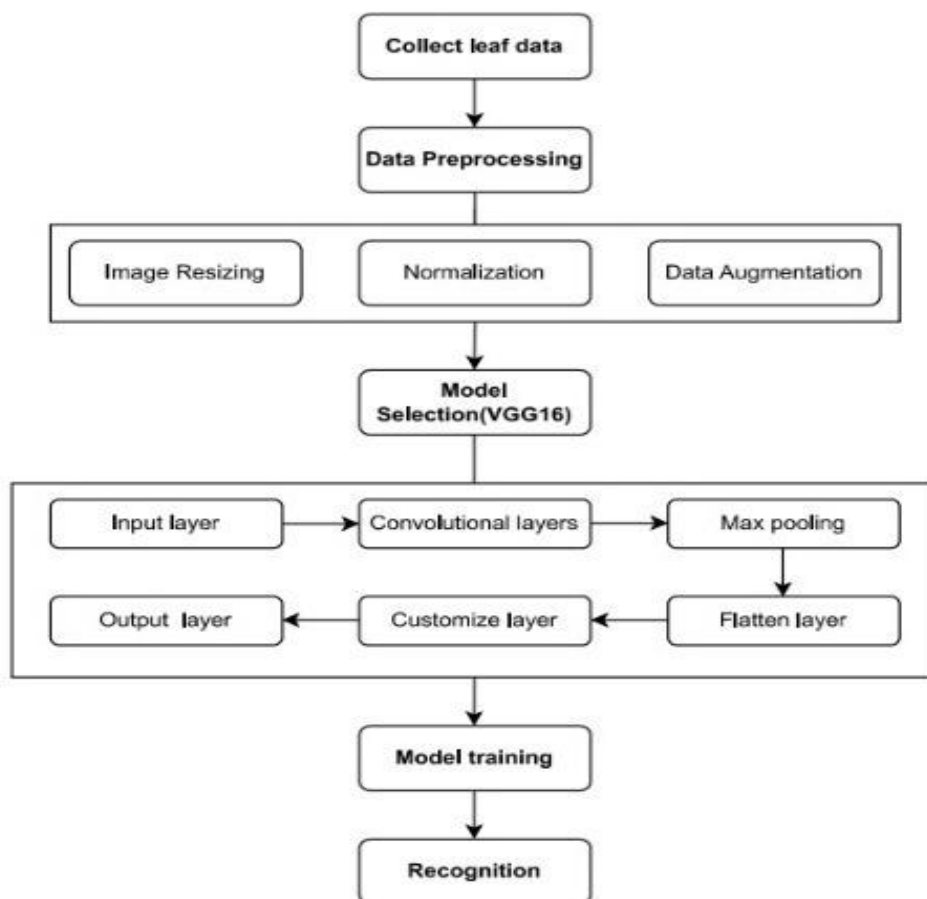 Collect leaf data
Data Preprocessing
Image Resizing
Normalization
Data Augmentation
Model
Selection(VGG16)
Input layer
Convolutional layers
Max pooling
Flatten layer
Customize layer
Output layer
Model training
Recognition